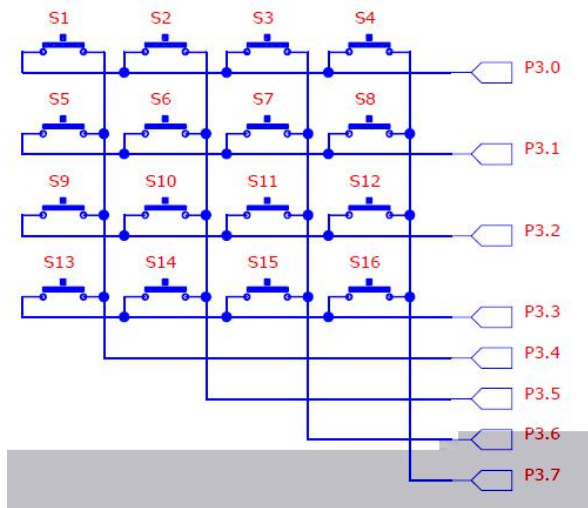 S1 S2 S3 S4
P3.0
S5 S6 S7 S8
P3.1
S9 S10 S11 S12
P3.2
S13 S14 S15 S16
P3.3
P3.4
P3.5
P3.6
P3.7